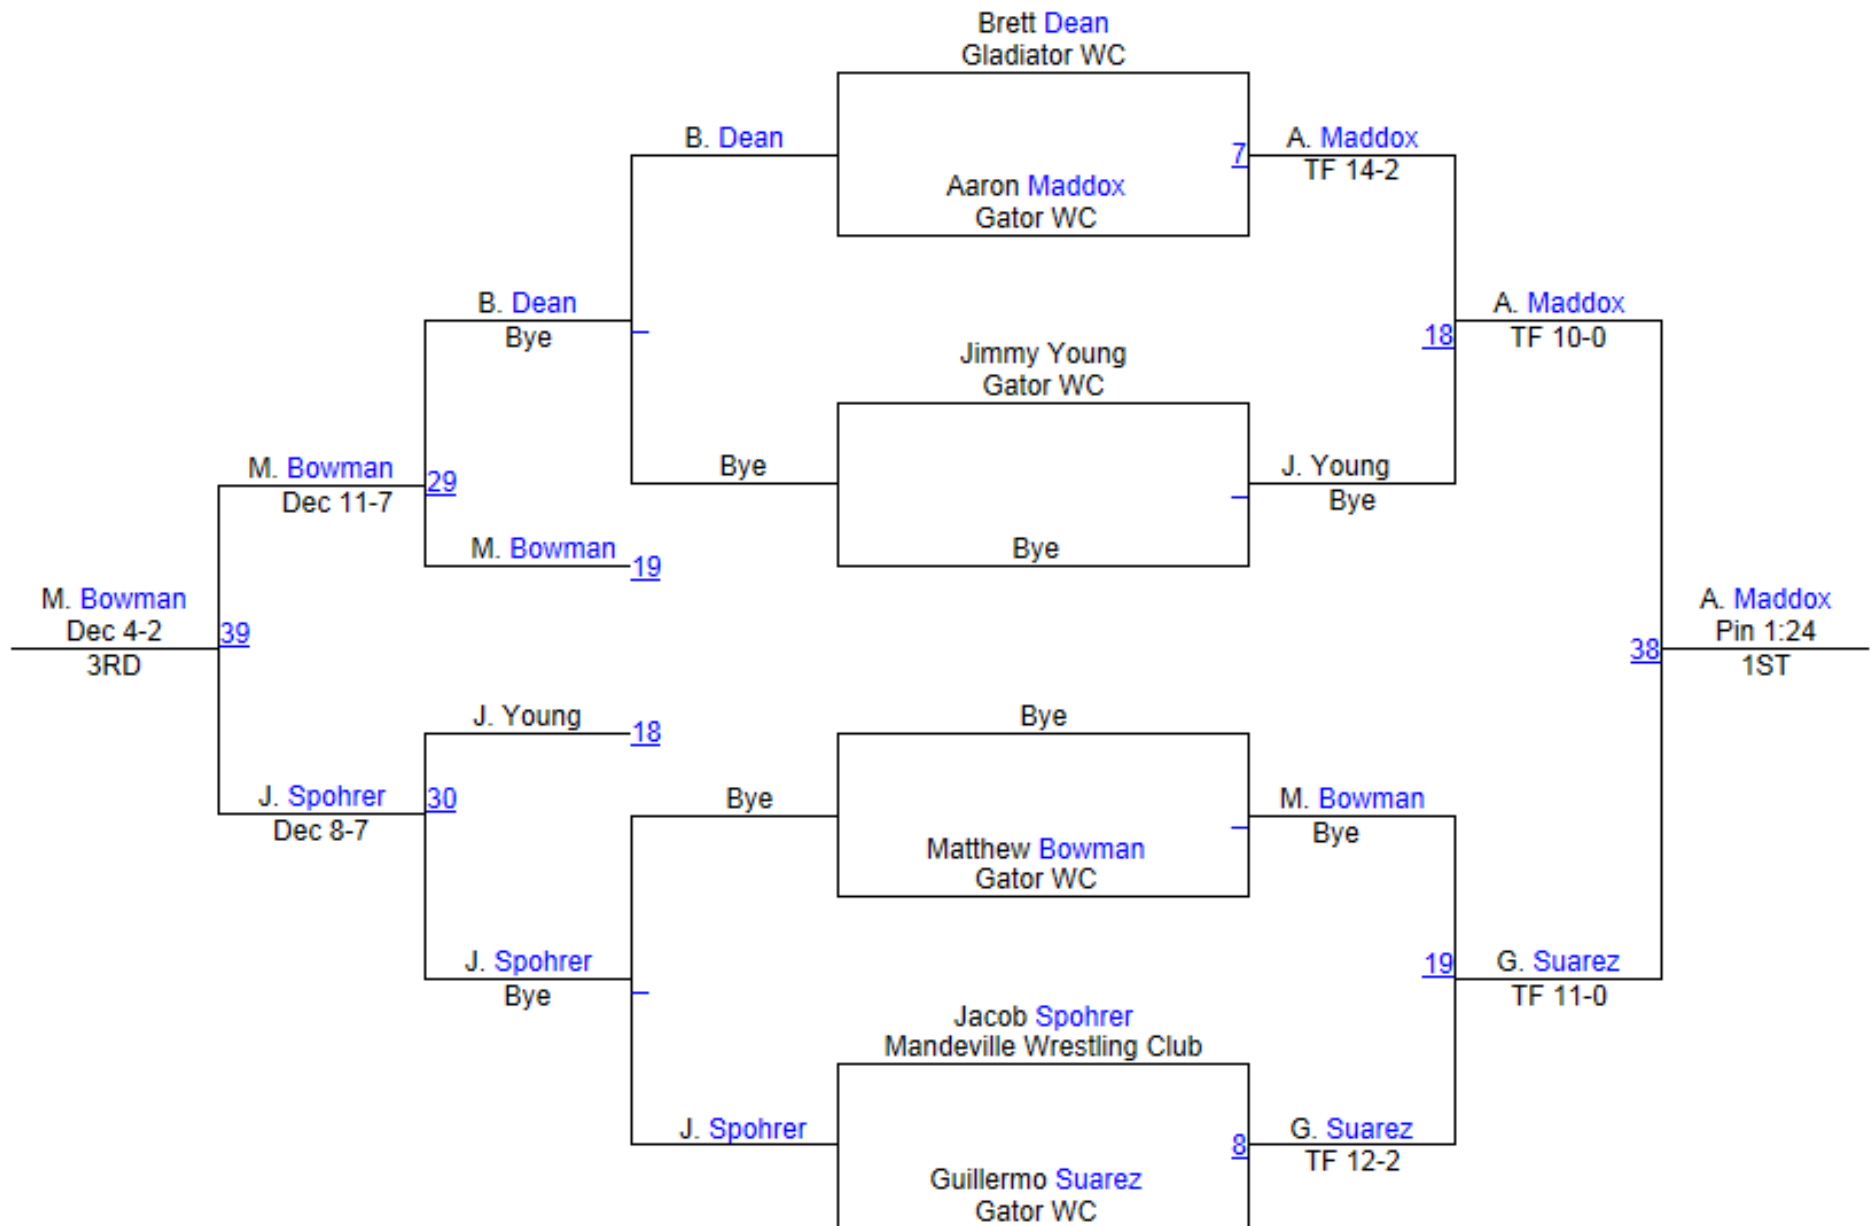 Brett Dean
Gladiator WC
B. Dean
7
A. Maddox
TF 14-2
Aaron Maddox
Gator WC
B. Dean
Bye
A. Maddox
TF 10-0
18
Jimmy Young
Gator WC
M. Bowman
Dec 11-7
29
Bye
J. Young
Bye
M. Bowman
19
Bye
M. Bowman
Dec 4-2
3RD
39
38
A. Maddox
Pin 1:24
1ST
J. Young
18
Bye
J. Spohrer
Dec 8-7
30
Bye
M. Bowman
Bye
Matthew Bowman
Gator WC
J. Spohrer
Bye
19
G. Suarez
TF 11-0
Jacob Spohrer
Mandeville Wrestling Club
J. Spohrer
8
G. Suarez
TF 12-2
Guillermo Suarez
Gator WC